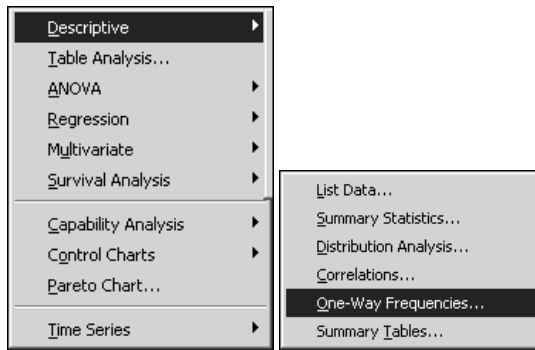 Descriptive
Table Analysis...
ANOVA
Regression
Multivariate
Survival Analysis
Capability Analysis
Control Charts
Pareto Chart...
Time Series
List Data...
Summary Statistics...
Distribution Analysis...
Correlations...
One-Way Frequencies...
Summary Tables...